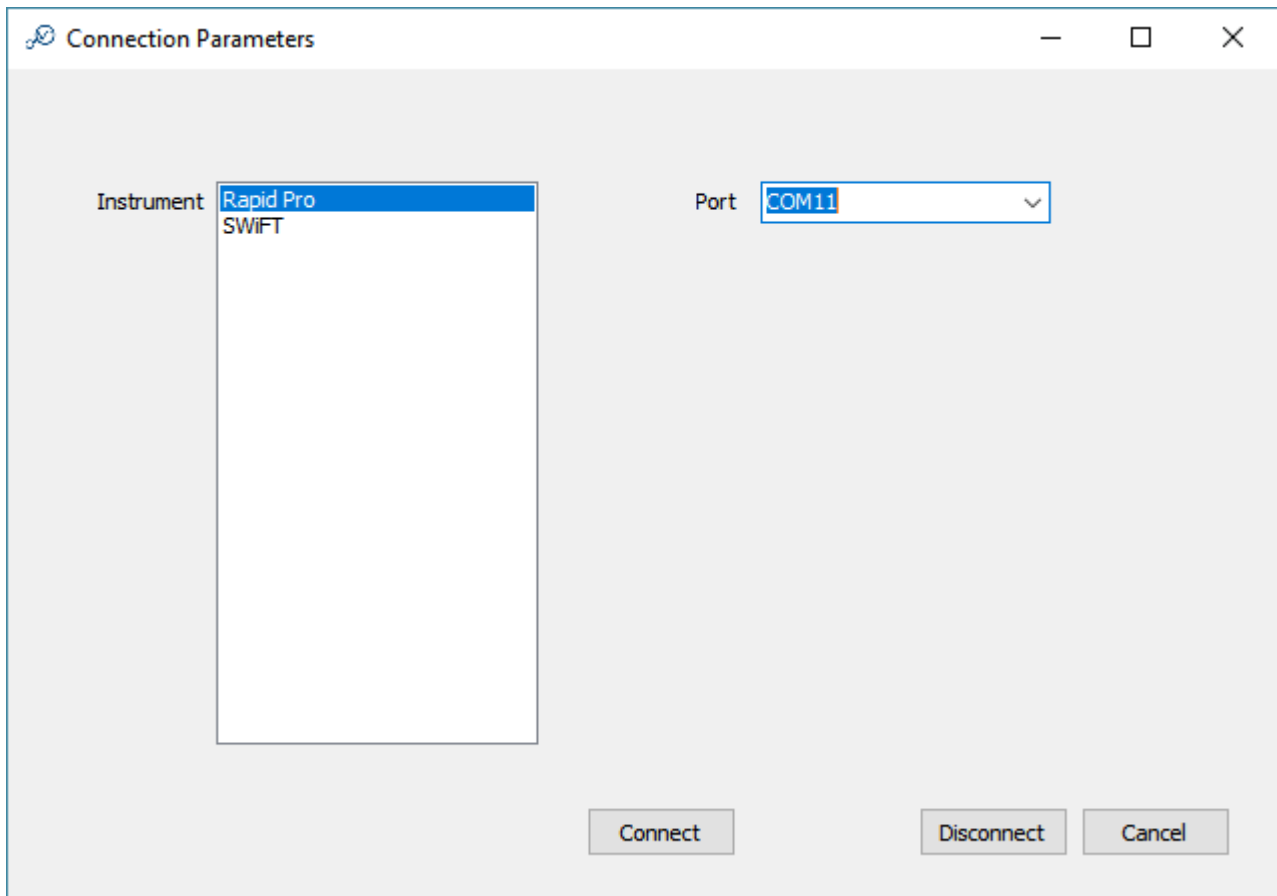 Connection Parameters
Instrument
Rapid Pro
SWiFT
Port
COM11
Connect
Disconnect
Cancel